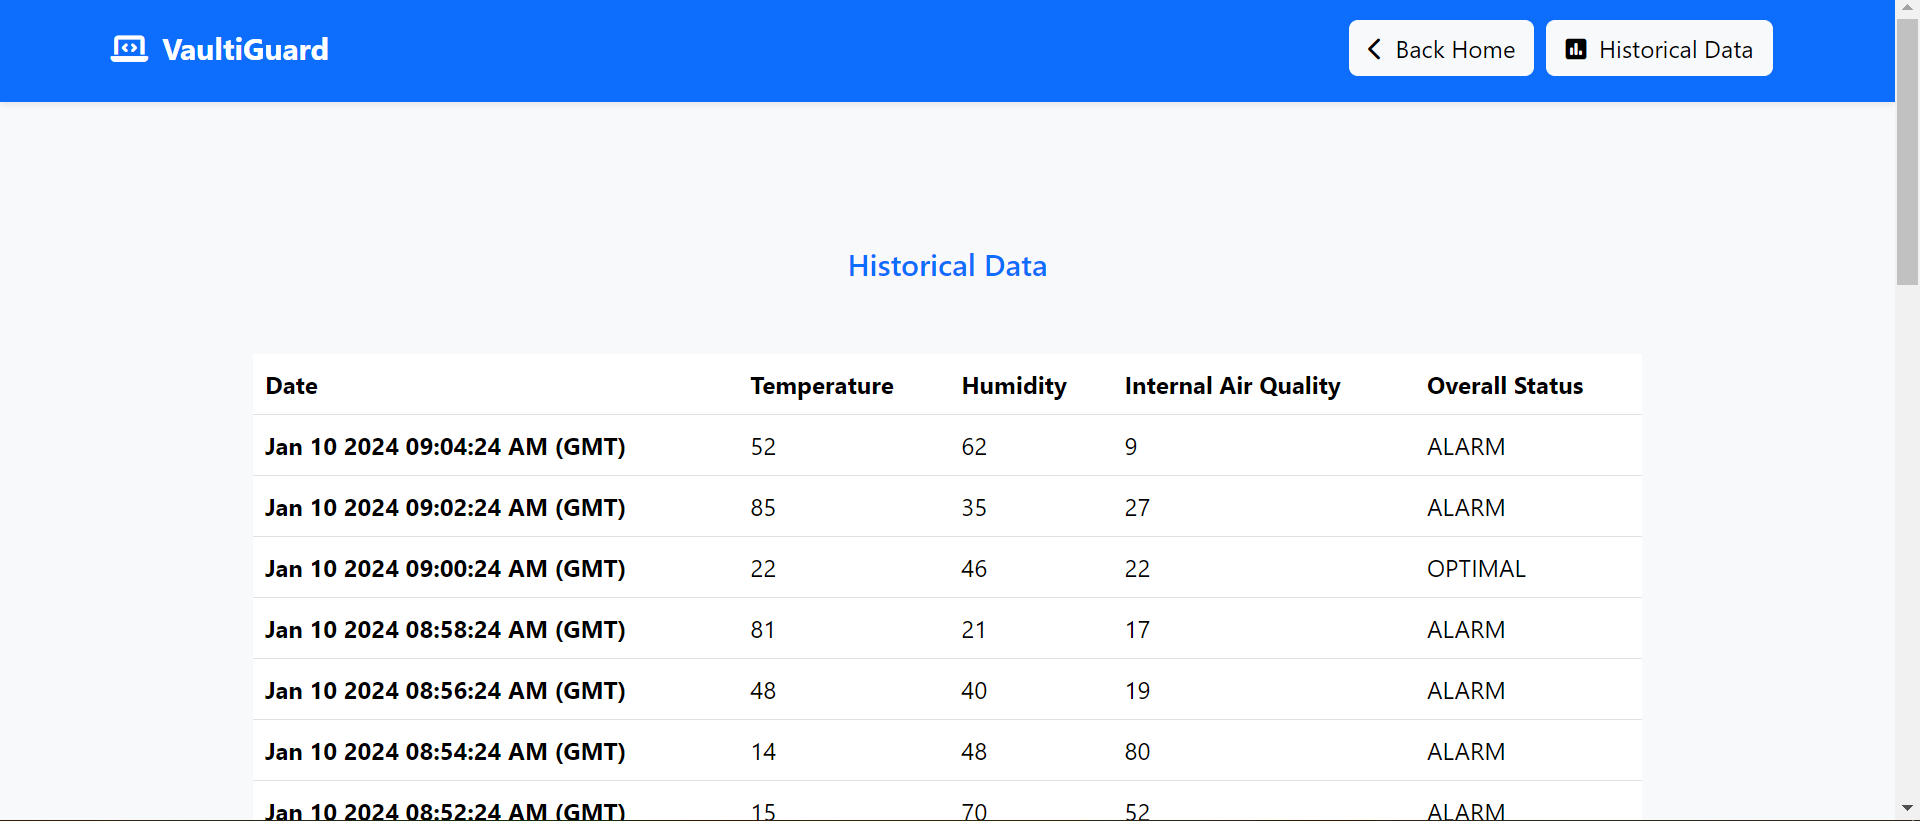 VaultiGuard
Back Home
Historical Data
Historical Data
Date Temperature Humidity Internal Air Quality Overall Status
Jan 10 2024 09:04:24 AM (GMT) 52 62 9 ALARM
Jan 10 2024 09:02:24 AM (GMT) 85 35 27 ALARM
Jan 10 2024 09:00:24 AM (GMT) 22 46 22 OPTIMAL
Jan 10 2024 08:58:24 AM (GMT) 81 21 17 ALARM
Jan 10 2024 08:56:24 AM (GMT) 48 40 19 ALARM
Jan 10 2024 08:54:24 AM (GMT) 14 48 80 ALARM
Jan 10 2024 08:52:24 AM (GMT) 15 70 52 ALARM